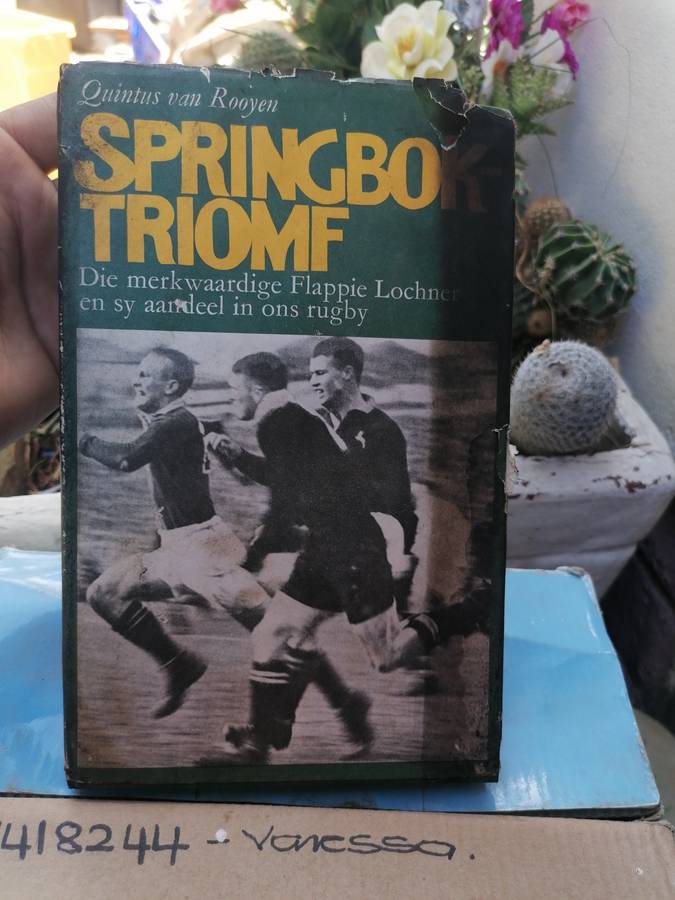 Quintus van Rooyen
SPRINGBOK-
TRIOMF
Die merkwaardige Flappie Lochner
en sy aandeel in ons rugby
418244 - Vanessa.